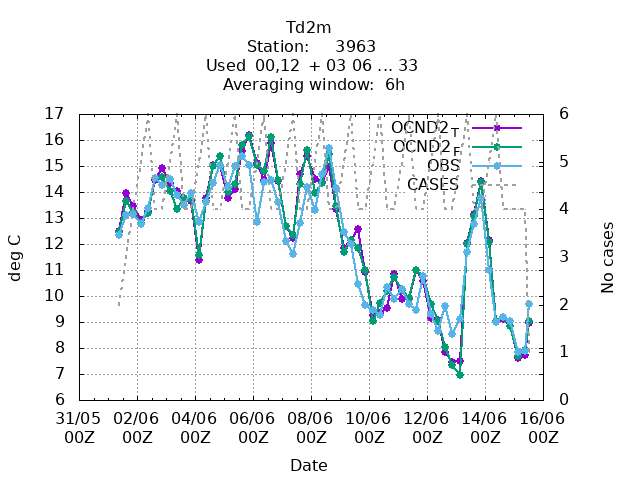 Td2m
Station: 3963
Used 00,12 + 03 06 ... 33
Averaging window: 6h
17
16
15
14
13
12
11
10
9
8
7
6
deg C
6
5
4
3
2
1
0
No cases
OCND2T
OCND2F
OBS
CASES
31/05 02/06 04/06 06/06 08/06 10/06 12/06 14/06 16/06
00Z 00Z 00Z 00Z 00Z 00Z 00Z 00Z 00Z
Date